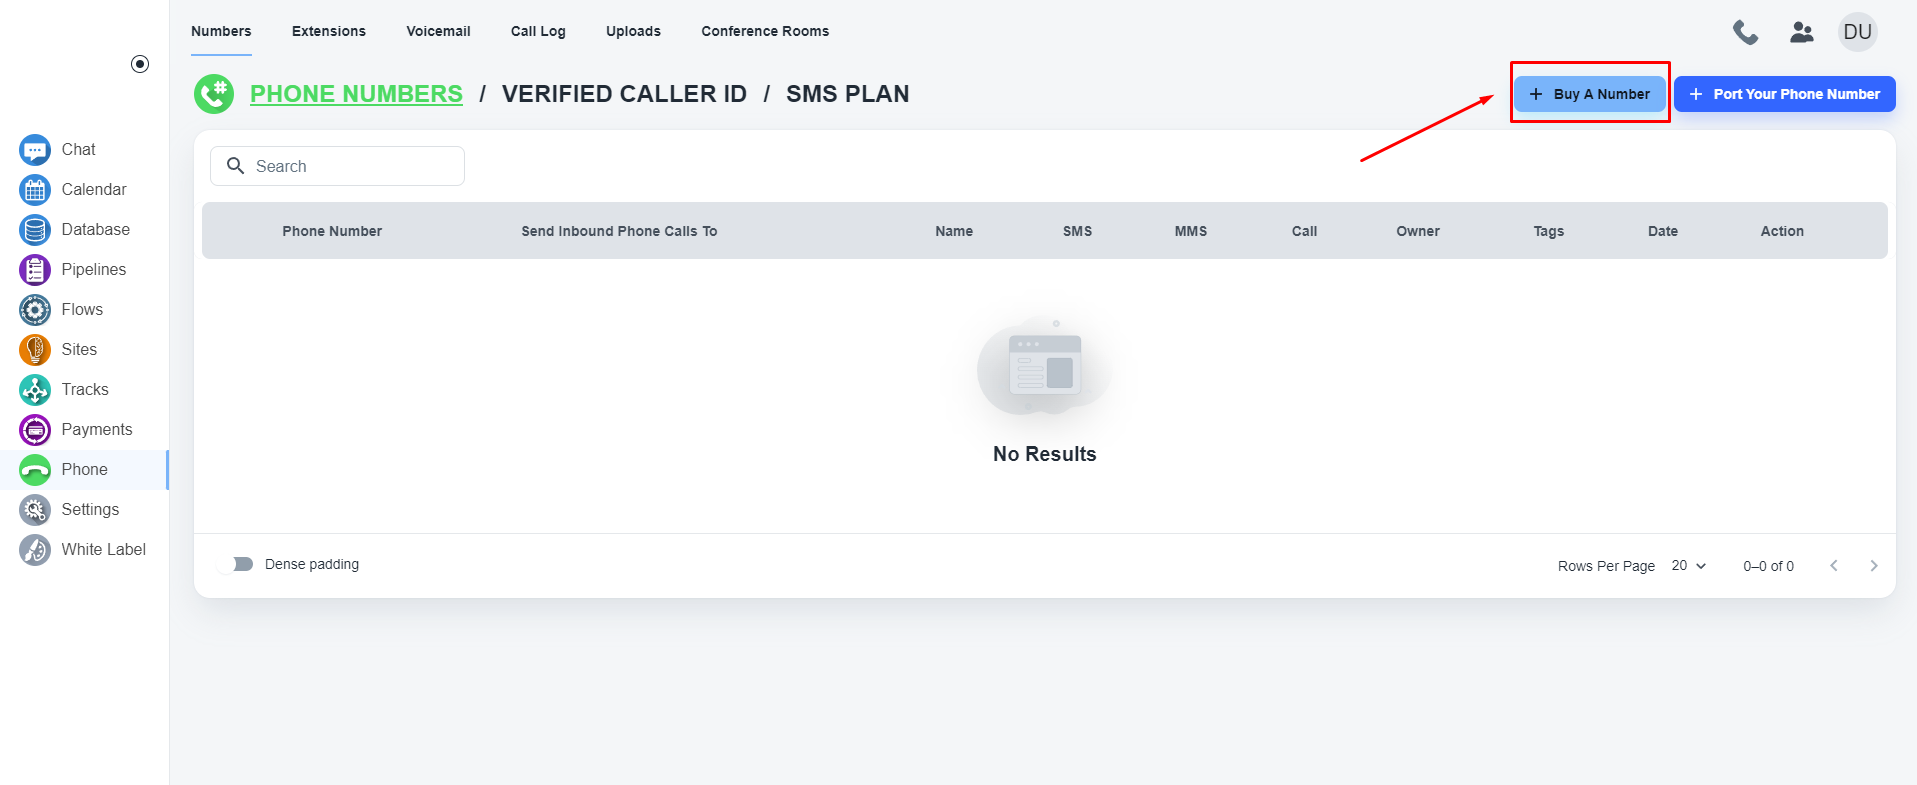 Numbers Extensions Voicemail Call Log Uploads Conference Rooms DU
PHONE NUMBERS / VERIFIED CALLER ID / SMS PLAN + Buy A Number + Port Your Phone Number
Search
Phone Number Send Inbound Phone Calls To Name SMS MMS Call Owner Tags Date Action
No Results
Dense padding Rows Per Page 20 0–0 of 0
Chat
Calendar
Database
Pipelines
Flows
Sites
Tracks
Payments
Phone
Settings
White Label